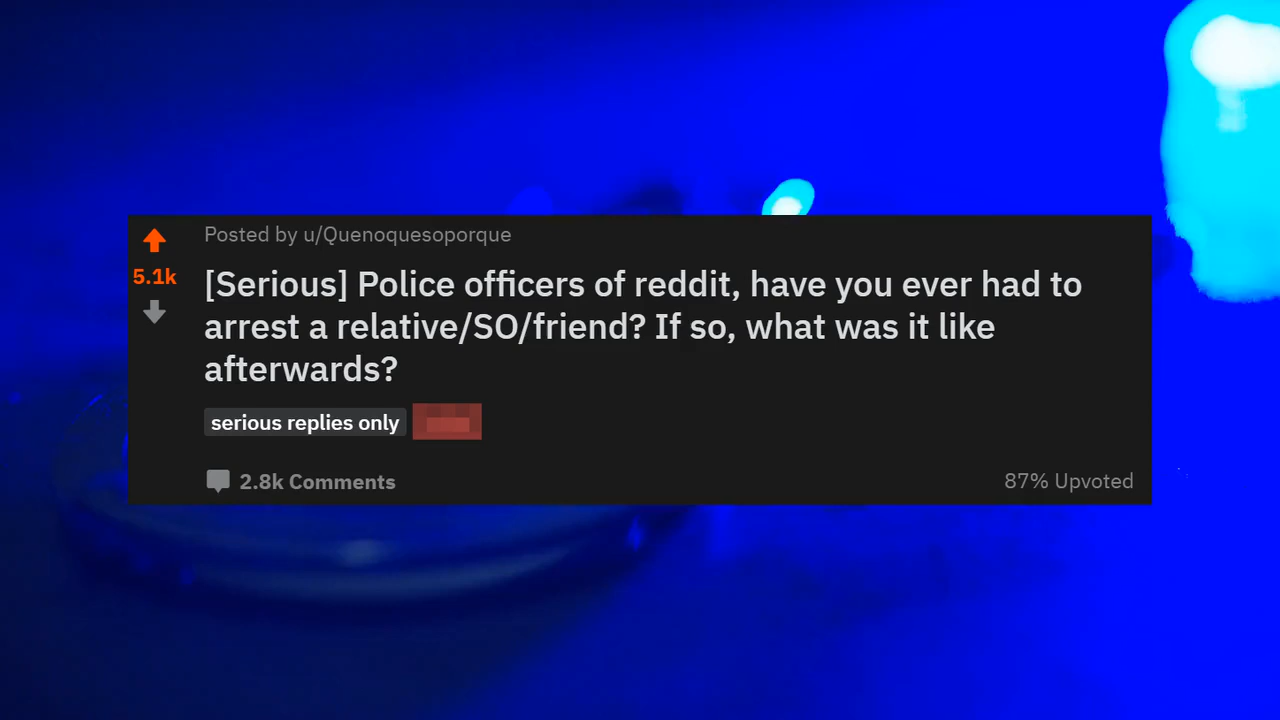 Posted by u/Quenoquesoporque
5.1k
[Serious] Police officers of reddit, have you ever had to
arrest a relative/SO/friend? If so, what was it like
afterwards?
serious replies only
2.8k Comments
87% Upvoted